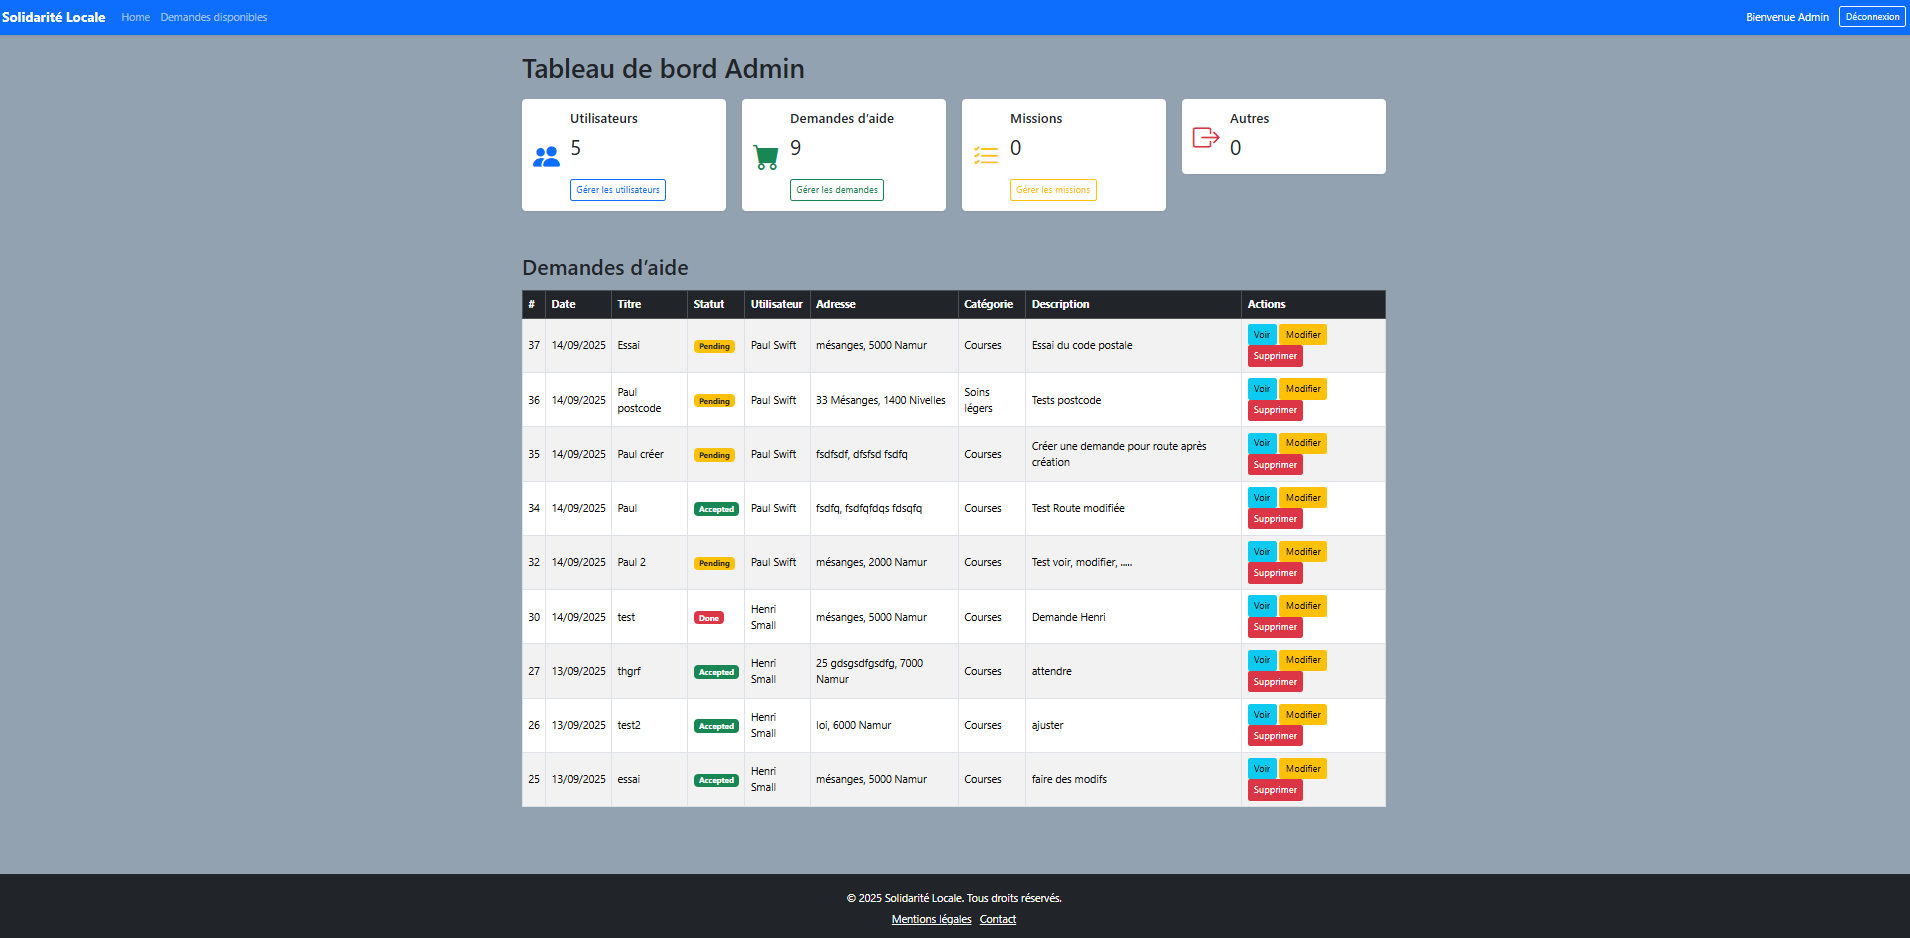 Solidarité Locale Home Demandes disponibles Bienvenue Admin Déconnexion
Tableau de bord Admin
Utilisateurs
5
Gérer les utilisateurs
Demandes d’aide
9
Gérer les demandes
Missions
0
Gérer les missions
Autres
0
Demandes d’aide
# Date Titre Statut Utilisateur Adresse Catégorie Description Actions
37 14/09/2025 Essai Pending Paul Swift mésanges, 5000 Namur Courses Essai du code postale Voir Modifier
Supprimer
36 14/09/2025 Paul postcode Pending Paul Swift 33 Mésanges, 1400 Nivelles Soins légers Tests postcode Voir Modifier
Supprimer
35 14/09/2025 Paul créer Pending Paul Swift fsdfsdf, dfsfsd fsdfq Courses Créer une demande pour route après création Voir Modifier
Supprimer
34 14/09/2025 Paul Accepted Paul Swift fsdfq, fsdfqfdqs fdsqfq Courses Test Route modifiée Voir Modifier
Supprimer
32 14/09/2025 Paul 2 Pending Paul Swift mésanges, 2000 Namur Courses Test voir, modifier, ..... Voir Modifier
Supprimer
30 14/09/2025 test Done Henri Small mésanges, 5000 Namur Courses Demande Henri Voir Modifier
Supprimer
27 13/09/2025 thgrf Accepted Henri Small 25 gdsgsdfgsdfg, 7000 Namur Courses attendre Voir Modifier
Supprimer
26 13/09/2025 test2 Accepted Henri Small loi, 6000 Namur Courses ajuster Voir Modifier
Supprimer
25 13/09/2025 essai Accepted Henri Small mésanges, 5000 Namur Courses faire des modifs Voir Modifier
Supprimer
© 2025 Solidarité Locale. Tous droits réservés.
Mentions légales Contact